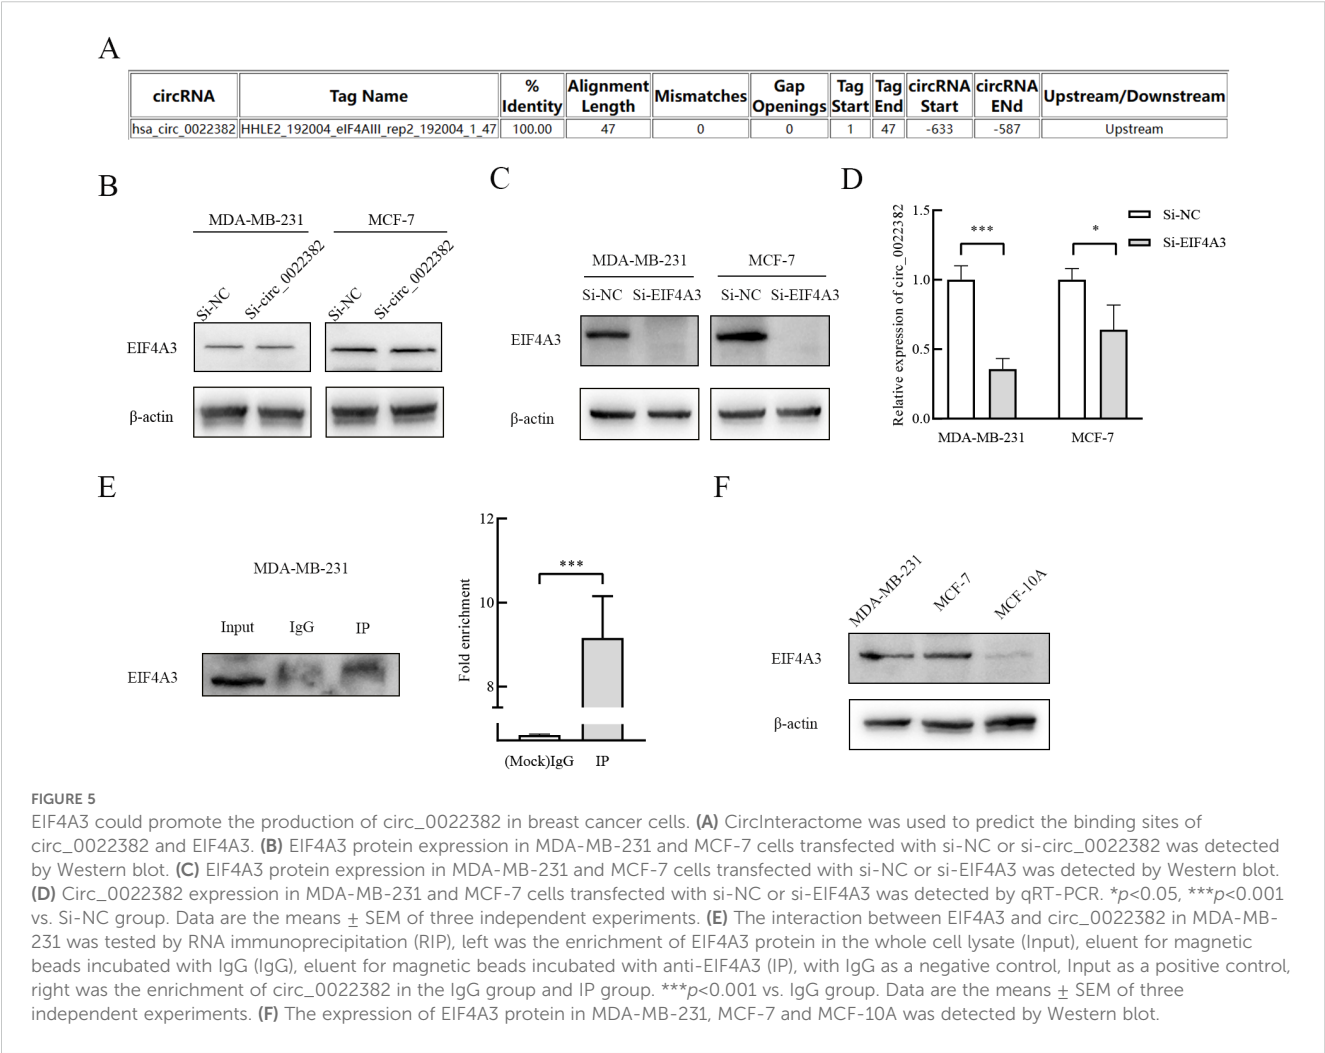 A
circRNA Tag Name % Identity Alignment Length Mismatches Gap Openings Tag Start Tag End circRNA Start circRNA ENd Upstream/Downstream
hsa_circ_0022382 HHLE2_192004_eIF4AIII_rep2_192004_1_47 100.00 47 0 0 1 47 -633 -587 Upstream
B
MDA-MB-231 MCF-7
Si-NC Si-circ_0022382 Si-NC Si-circ_0022382
EIF4A3
β-actin
C
MDA-MB-231 MCF-7
Si-NC Si-EIF4A3 Si-NC Si-EIF4A3
EIF4A3
β-actin
D
Relative expression of circ_0022382
1.5
1.0
0.5
0.0
*** *
Si-NC
Si-EIF4A3
MDA-MB-231 MCF-7
E
MDA-MB-231
Input IgG IP
EIF4A3
Fold enrichment
12
10
8
***
(Mock)IgG IP
F
MDA-MB-231 MCF-7 MCF-10A
EIF4A3
β-actin
FIGURE 5
EIF4A3 could promote the production of circ_0022382 in breast cancer cells. (A) CircInteractome was used to predict the binding sites of
circ_0022382 and EIF4A3. (B) EIF4A3 protein expression in MDA-MB-231 and MCF-7 cells transfected with si-NC or si-circ_0022382 was detected
by Western blot. (C) EIF4A3 protein expression in MDA-MB-231 and MCF-7 cells transfected with si-NC or si-EIF4A3 was detected by Western blot.
(D) Circ_0022382 expression in MDA-MB-231 and MCF-7 cells transfected with si-NC or si-EIF4A3 was detected by qRT-PCR. *p<0.05, ***p<0.001
vs. Si-NC group. Data are the means ± SEM of three independent experiments. (E) The interaction between EIF4A3 and circ_0022382 in MDA-MB-
231 was tested by RNA immunoprecipitation (RIP), left was the enrichment of EIF4A3 protein in the whole cell lysate (Input), eluent for magnetic
beads incubated with IgG (IgG), eluent for magnetic beads incubated with anti-EIF4A3 (IP), with IgG as a negative control, Input as a positive control,
right was the enrichment of circ_0022382 in the IgG group and IP group. ***p<0.001 vs. IgG group. Data are the means ± SEM of three
independent experiments. (F) The expression of EIF4A3 protein in MDA-MB-231, MCF-7 and MCF-10A was detected by Western blot.